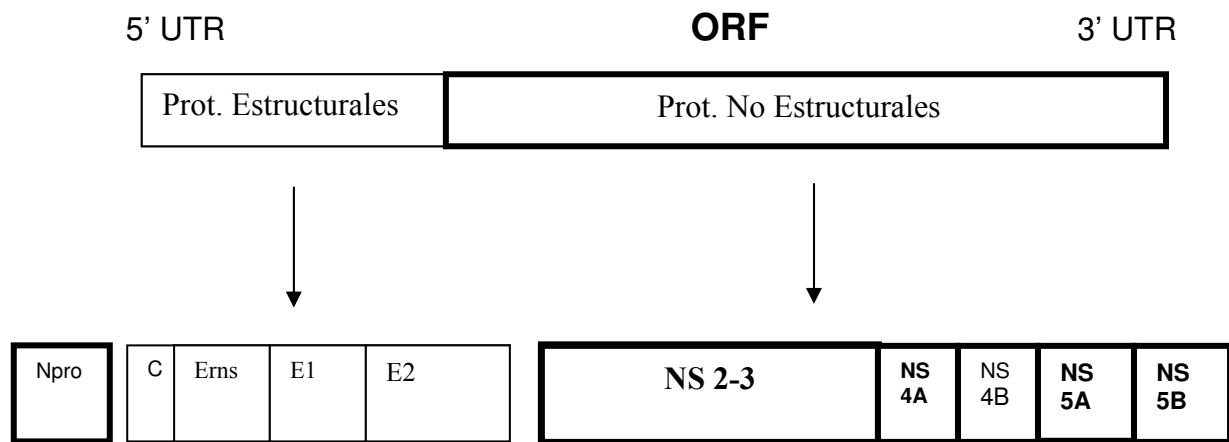 5’ UTR ORF 3’ UTR
Prot. Estructurales Prot. No Estructurales
Npro C Erns E1 E2 NS 2-3 NS 4A NS 4B NS 5A NS 5B